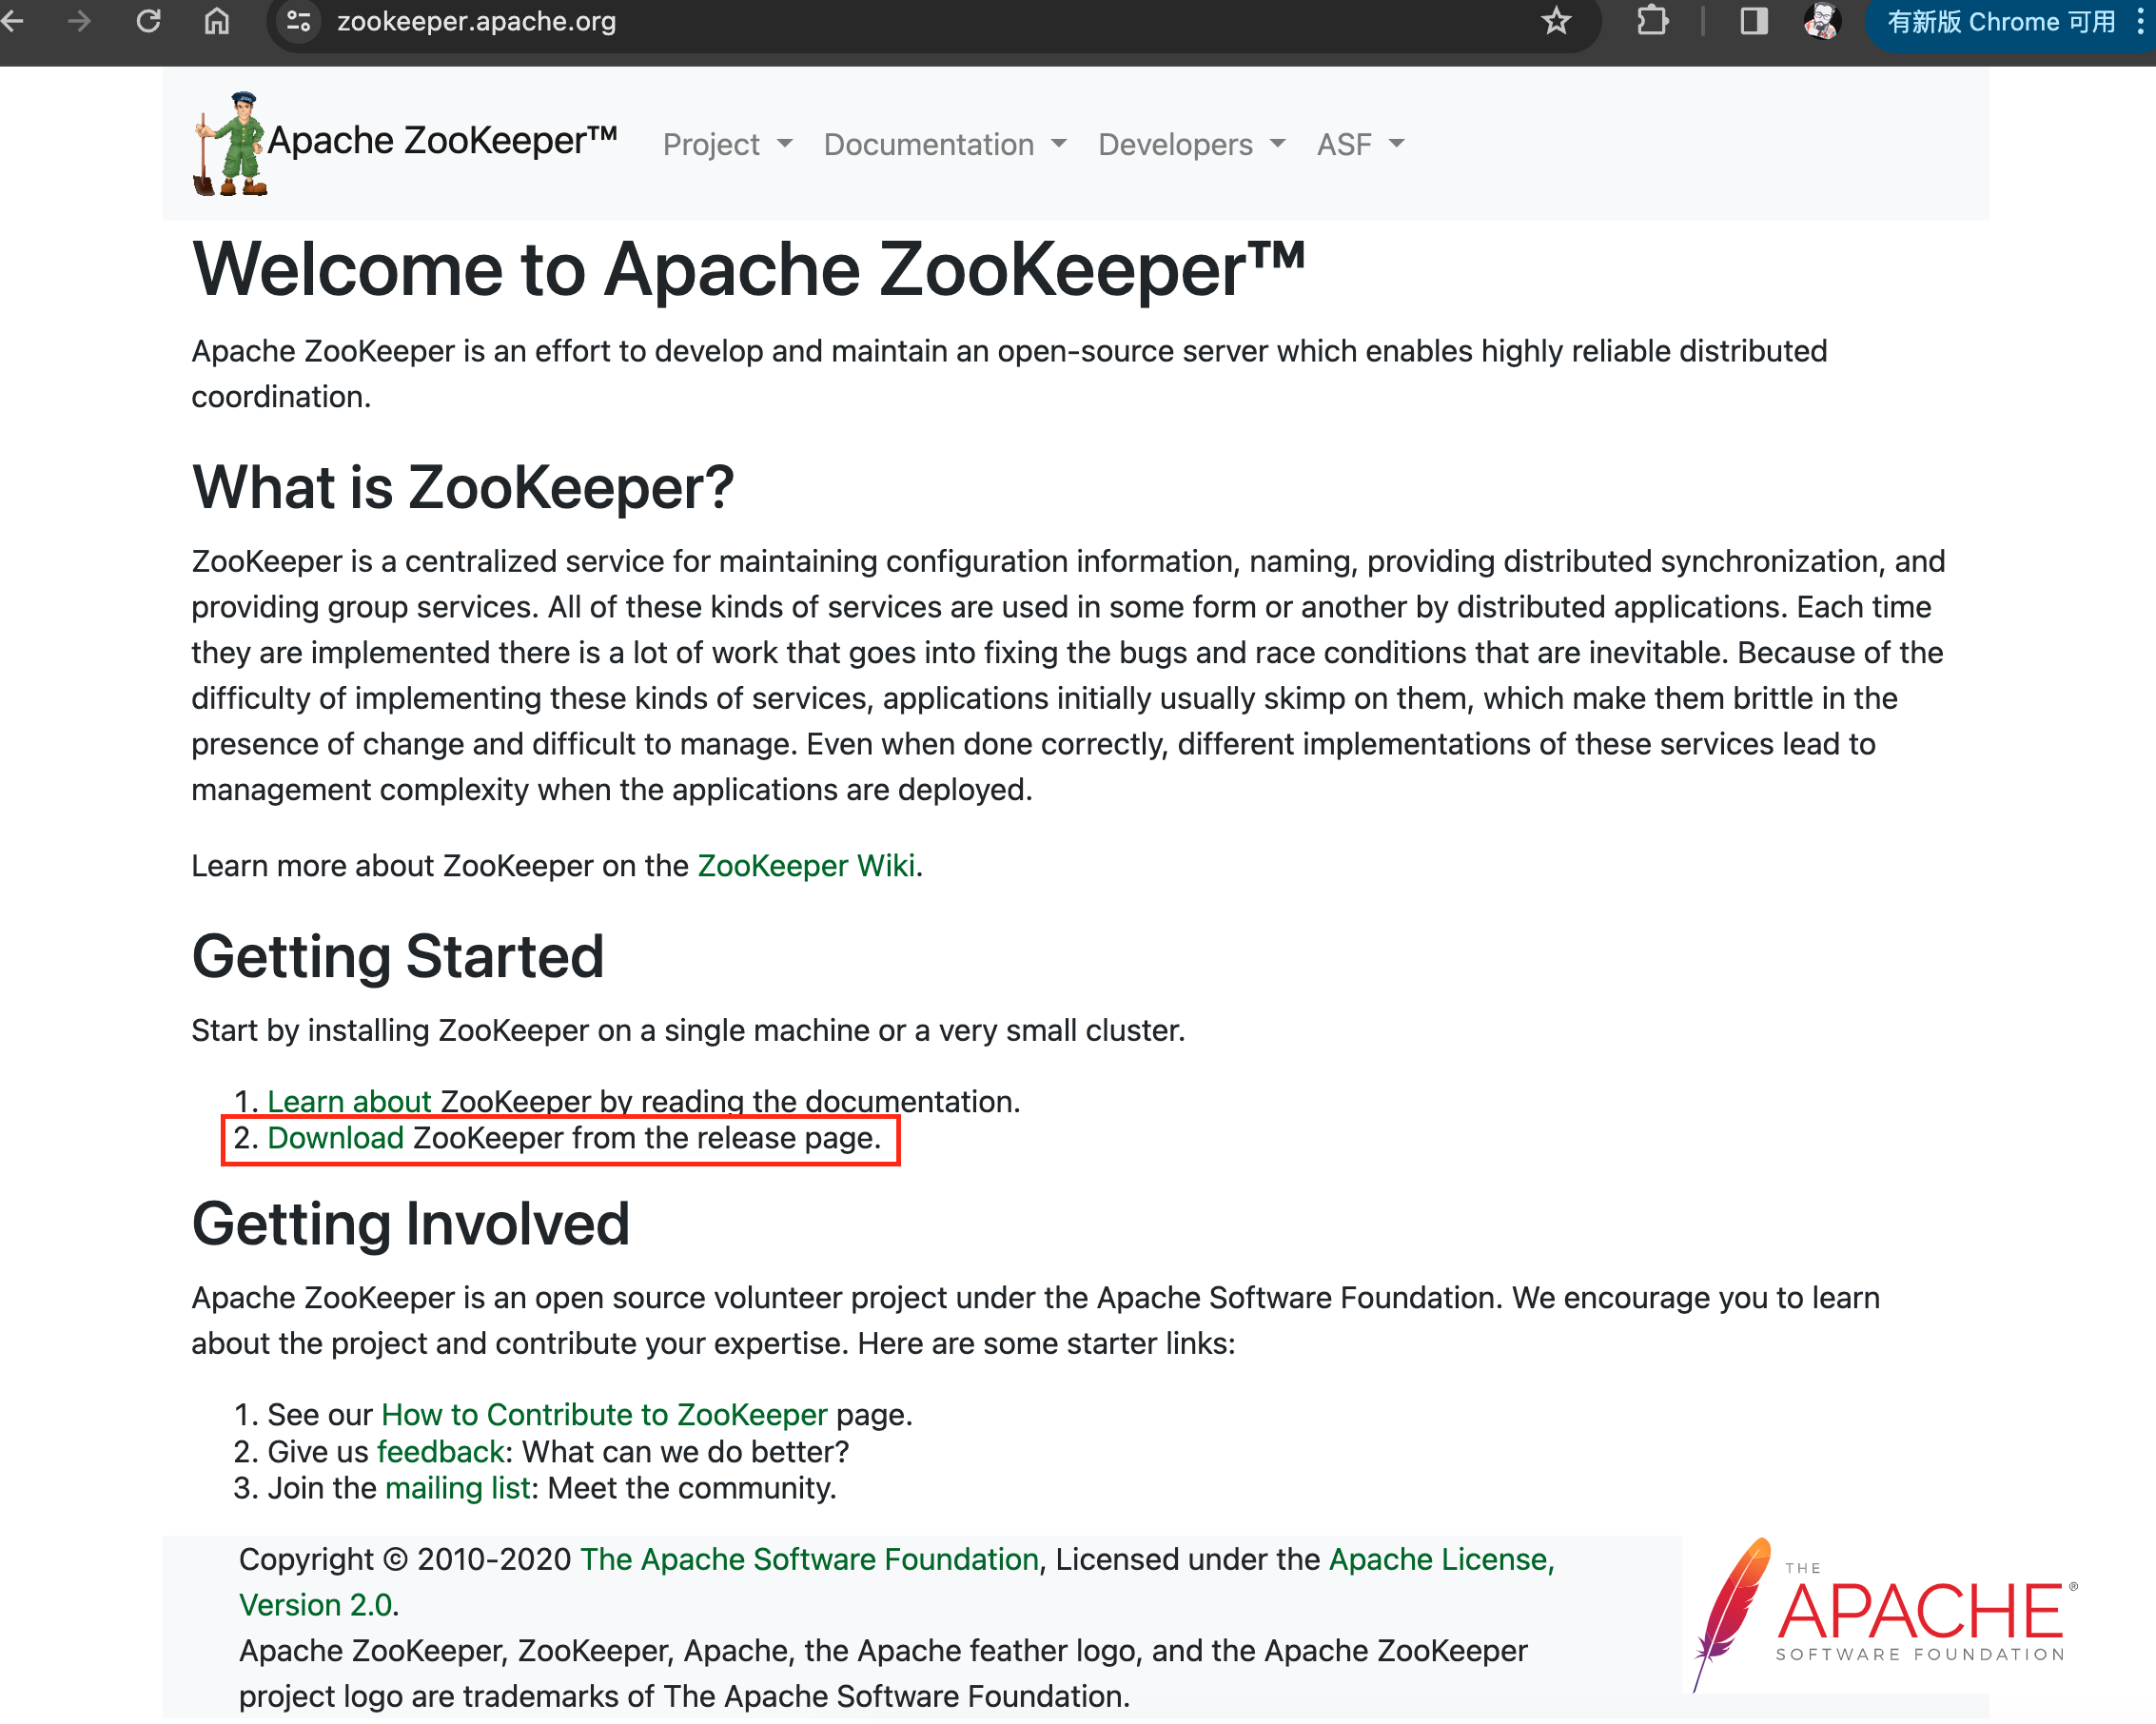 zookeeper.apache.org
有新版 Chrome 可用
Apache ZooKeeper™
Project
Documentation
Developers
ASF
Welcome to Apache ZooKeeper™
Apache ZooKeeper is an effort to develop and maintain an open-source server which enables highly reliable distributed
coordination.
What is ZooKeeper?
ZooKeeper is a centralized service for maintaining configuration information, naming, providing distributed synchronization, and
providing group services. All of these kinds of services are used in some form or another by distributed applications. Each time
they are implemented there is a lot of work that goes into fixing the bugs and race conditions that are inevitable. Because of the
difficulty of implementing these kinds of services, applications initially usually skimp on them, which make them brittle in the
presence of change and difficult to manage. Even when done correctly, different implementations of these services lead to
management complexity when the applications are deployed.
Learn more about ZooKeeper on the ZooKeeper Wiki.
Getting Started
Start by installing ZooKeeper on a single machine or a very small cluster.
1. Learn about ZooKeeper by reading the documentation.
2. Download ZooKeeper from the release page.
Getting Involved
Apache ZooKeeper is an open source volunteer project under the Apache Software Foundation. We encourage you to learn
about the project and contribute your expertise. Here are some starter links:
1. See our How to Contribute to ZooKeeper page.
2. Give us feedback: What can we do better?
3. Join the mailing list: Meet the community.
Copyright © 2010-2020 The Apache Software Foundation, Licensed under the Apache License,
Version 2.0.
Apache ZooKeeper, ZooKeeper, Apache, the Apache feather logo, and the Apache ZooKeeper
project logo are trademarks of The Apache Software Foundation.
THE
APACHE®
SOFTWARE FOUNDATION